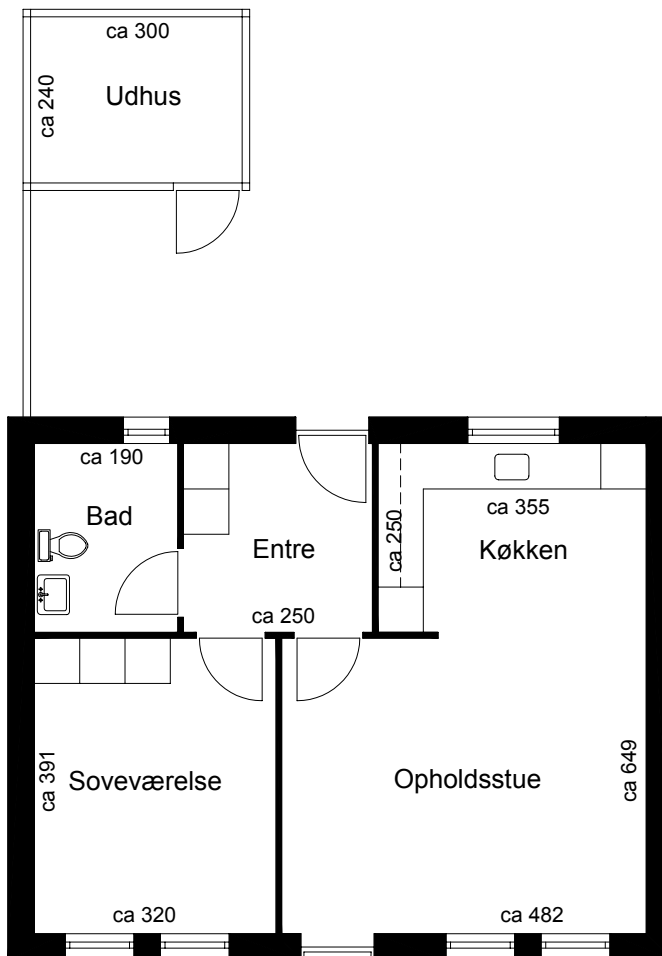 ca 300
Udhus
ca 240
ca 190
Bad
Entre
ca 250
ca 355
Køkken
ca 250
ca 391
Soveværelse
Opholdsstue
ca 649
ca 320
ca 482